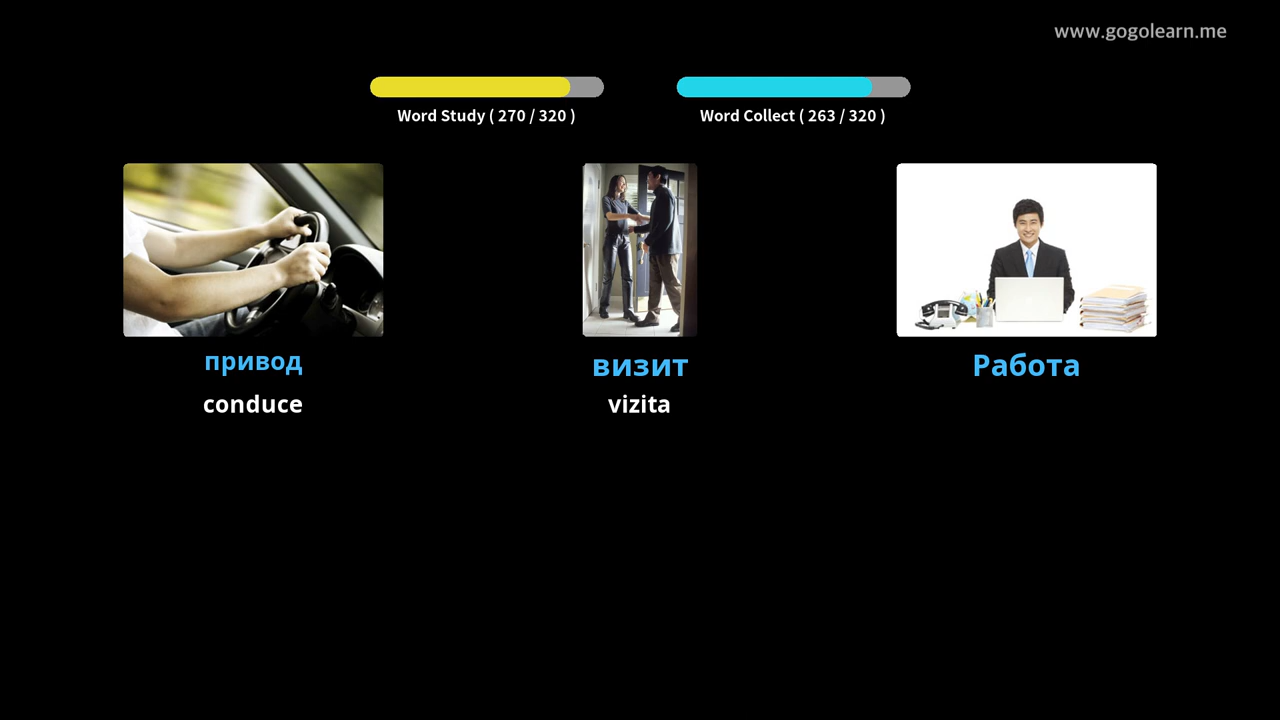 www.gogolearn.me
Word Study ( 270 / 320 )
Word Collect ( 263 / 320 )
привод
визит
Работа
conduce
vizita